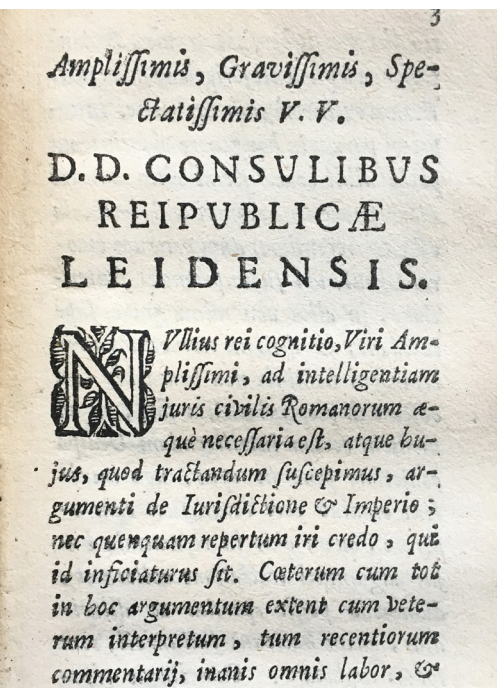 3
Ampliſſimis, Graviſſimis, Spe-
ctatiſſimis V. V.
D. D. CONSULIBUS
REIPVBLICÆ
LEIDENSIS.
NVllius rei cognitio, Viri Am-
pliſſimi, ad intelligentiam
juris civilis Romanorum æ-
què neceſſaria eſt, atque hu-
jus, quod tractandum ſuſcepimus, ar-
gumenti de Iuriſdictione & Imperio;
nec quenquam repertum iri credo, qui
id inficiaturus ſit. Cœterum cum tot
in hoc argumentum extent cum vete-
rum interpretum, tum recentiorum
commentarij, inanis omnis labor, &